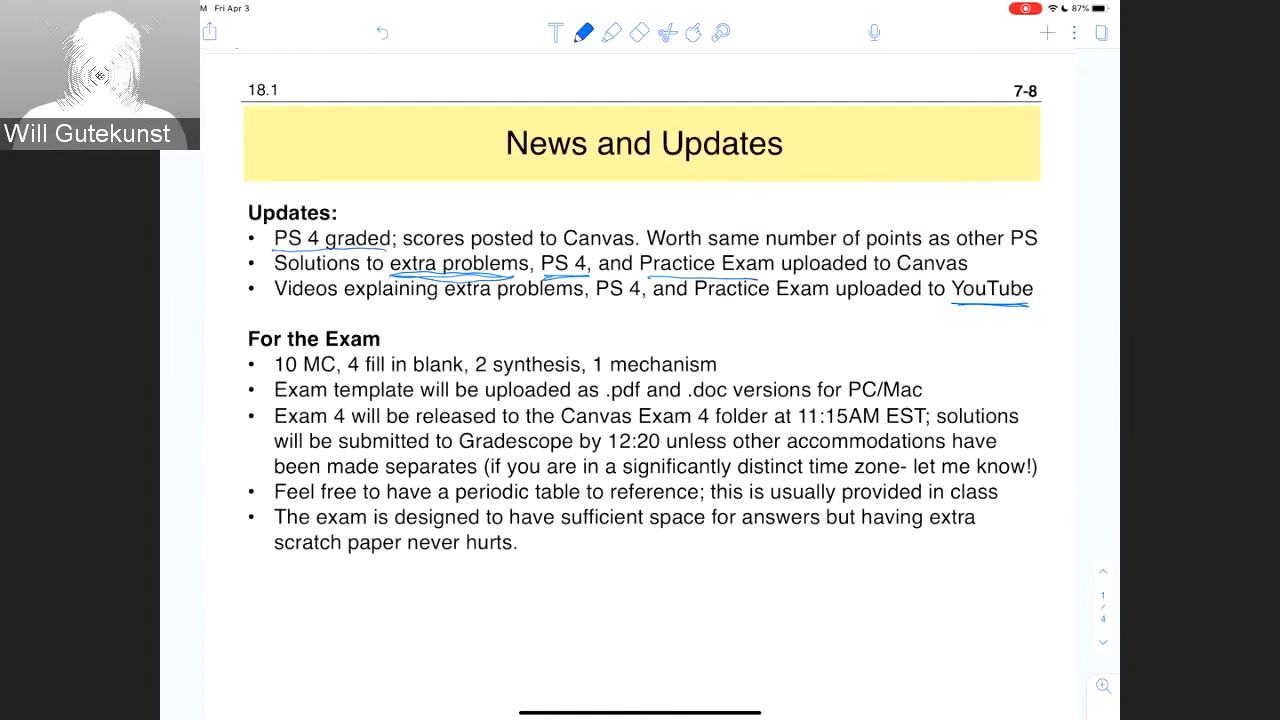 M Fri Apr 3
87%
Will Gutekunst
18.1
7-8
News and Updates
Updates:
• PS 4 graded; scores posted to Canvas. Worth same number of points as other PS
• Solutions to extra problems, PS 4, and Practice Exam uploaded to Canvas
• Videos explaining extra problems, PS 4, and Practice Exam uploaded to YouTube
For the Exam
• 10 MC, 4 fill in blank, 2 synthesis, 1 mechanism
• Exam template will be uploaded as .pdf and .doc versions for PC/Mac
• Exam 4 will be released to the Canvas Exam 4 folder at 11:15AM EST; solutions
will be submitted to Gradescope by 12:20 unless other accommodations have
been made separates (if you are in a significantly distinct time zone- let me know!)
• Feel free to have a periodic table to reference; this is usually provided in class
• The exam is designed to have sufficient space for answers but having extra
scratch paper never hurts.
1
/
4